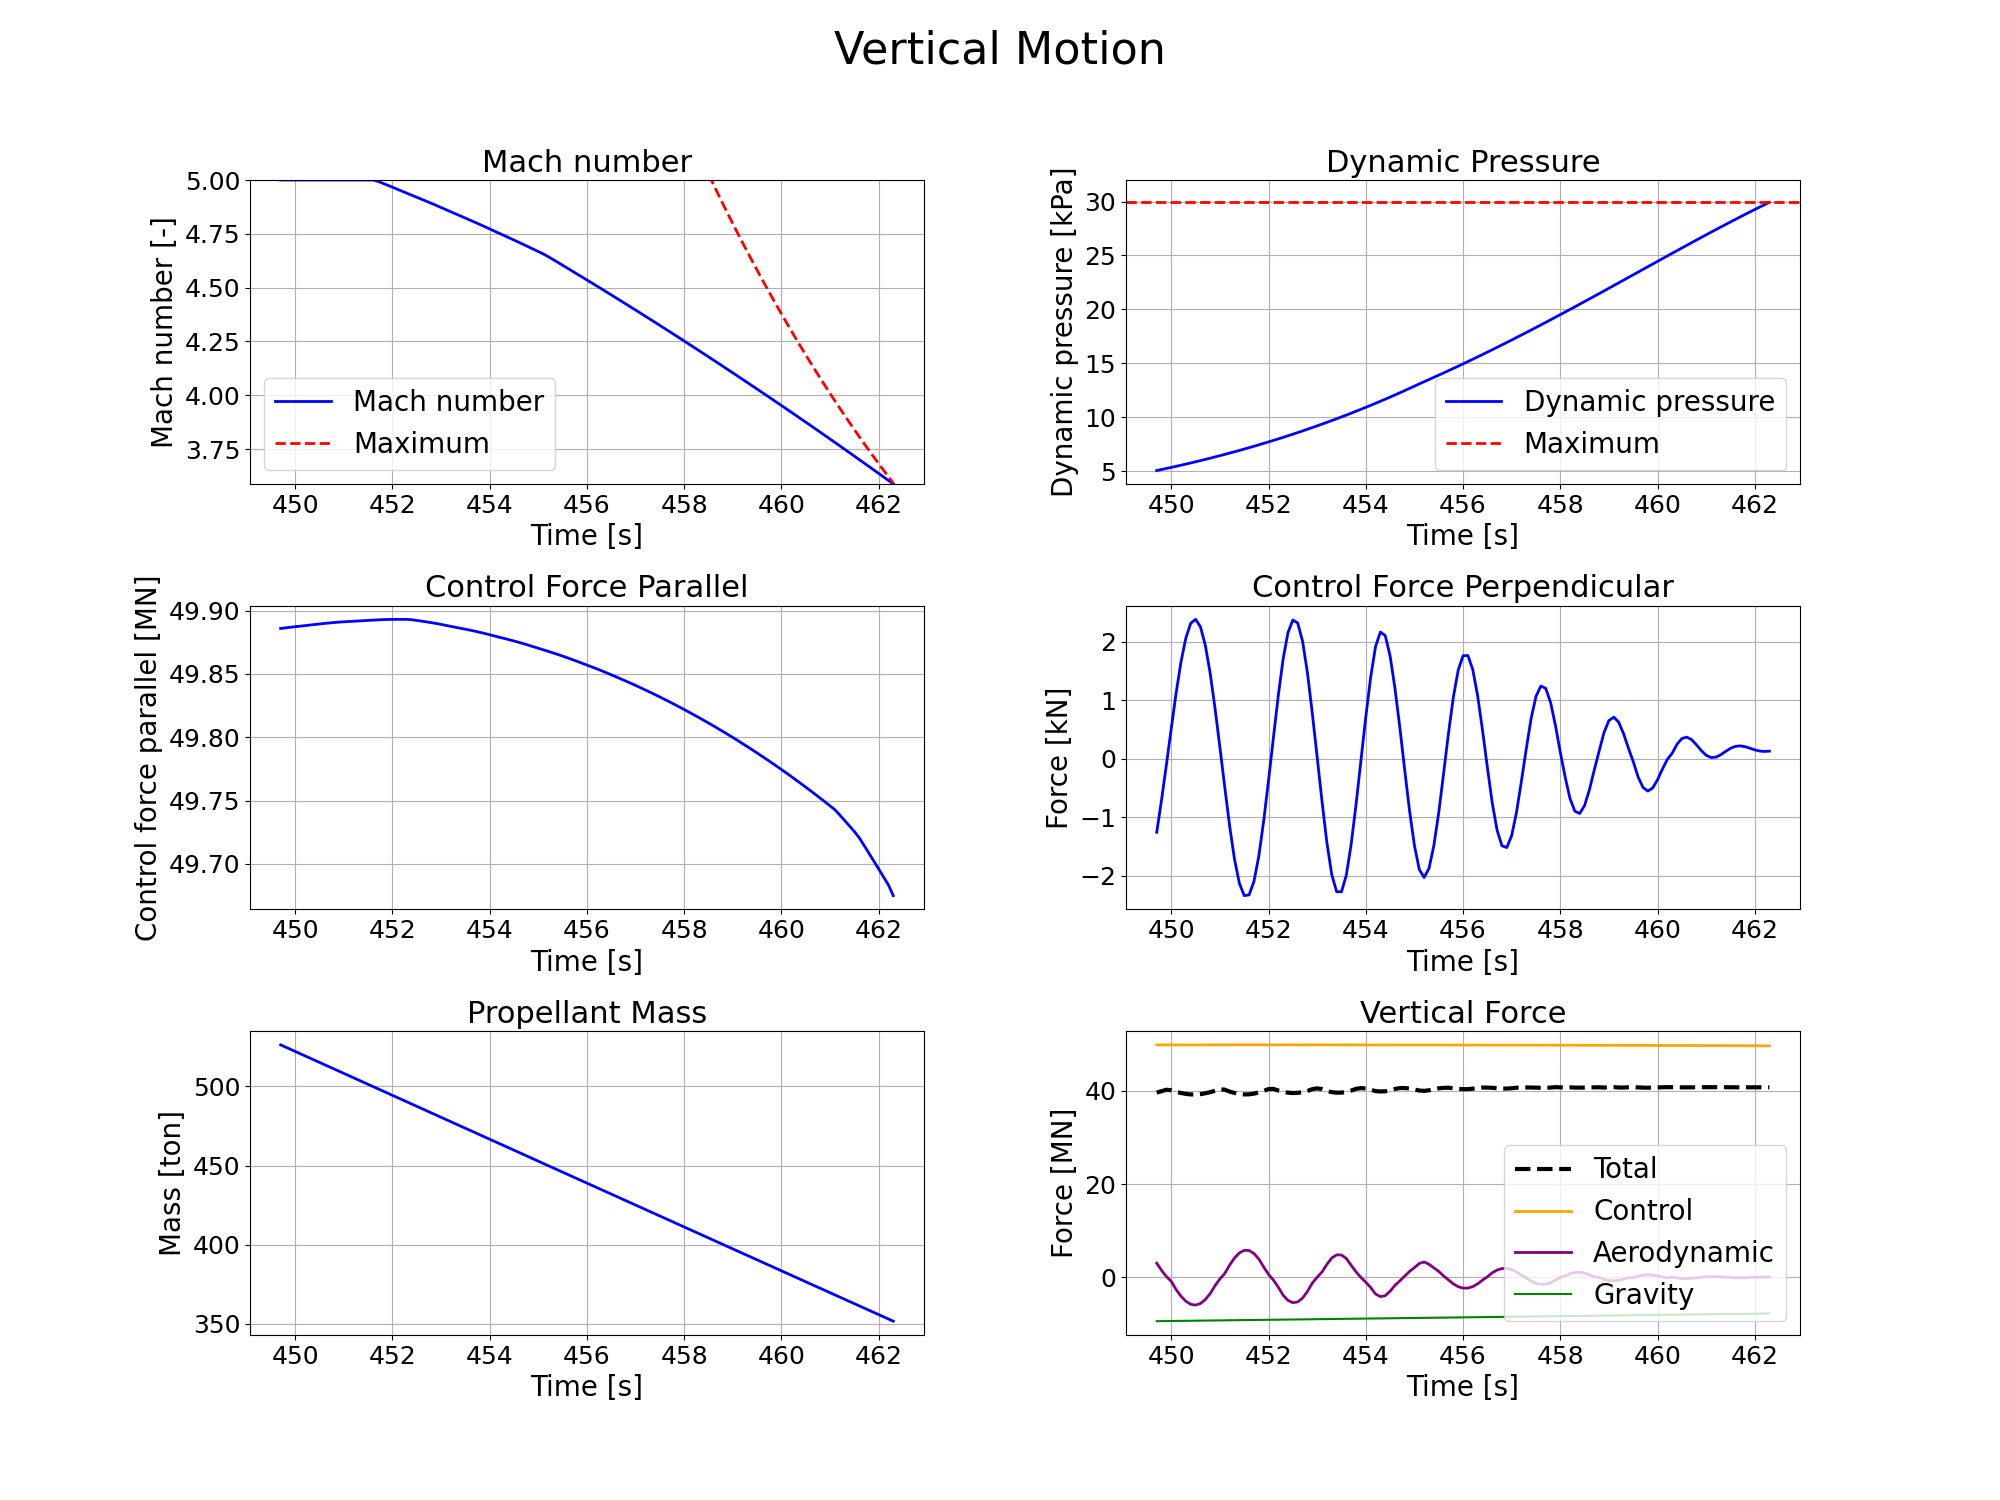 Vertical Motion
Mach number
Mach number [-]
5.00
4.75
4.50
4.25
4.00
3.75
Mach number
Maximum
450 452 454 456 458 460 462
Time [s]
Dynamic Pressure
Dynamic pressure [kPa]
30
25
20
15
10
5
Dynamic pressure
Maximum
450 452 454 456 458 460 462
Time [s]
Control Force Parallel
Control force parallel [MN]
49.90
49.85
49.80
49.75
49.70
450 452 454 456 458 460 462
Time [s]
Control Force Perpendicular
Force [kN]
2
1
0
−1
−2
450 452 454 456 458 460 462
Time [s]
Propellant Mass
Mass [ton]
500
450
400
350
450 452 454 456 458 460 462
Time [s]
Vertical Force
Force [MN]
40
20
0
Total
Control
Aerodynamic
Gravity
450 452 454 456 458 460 462
Time [s]